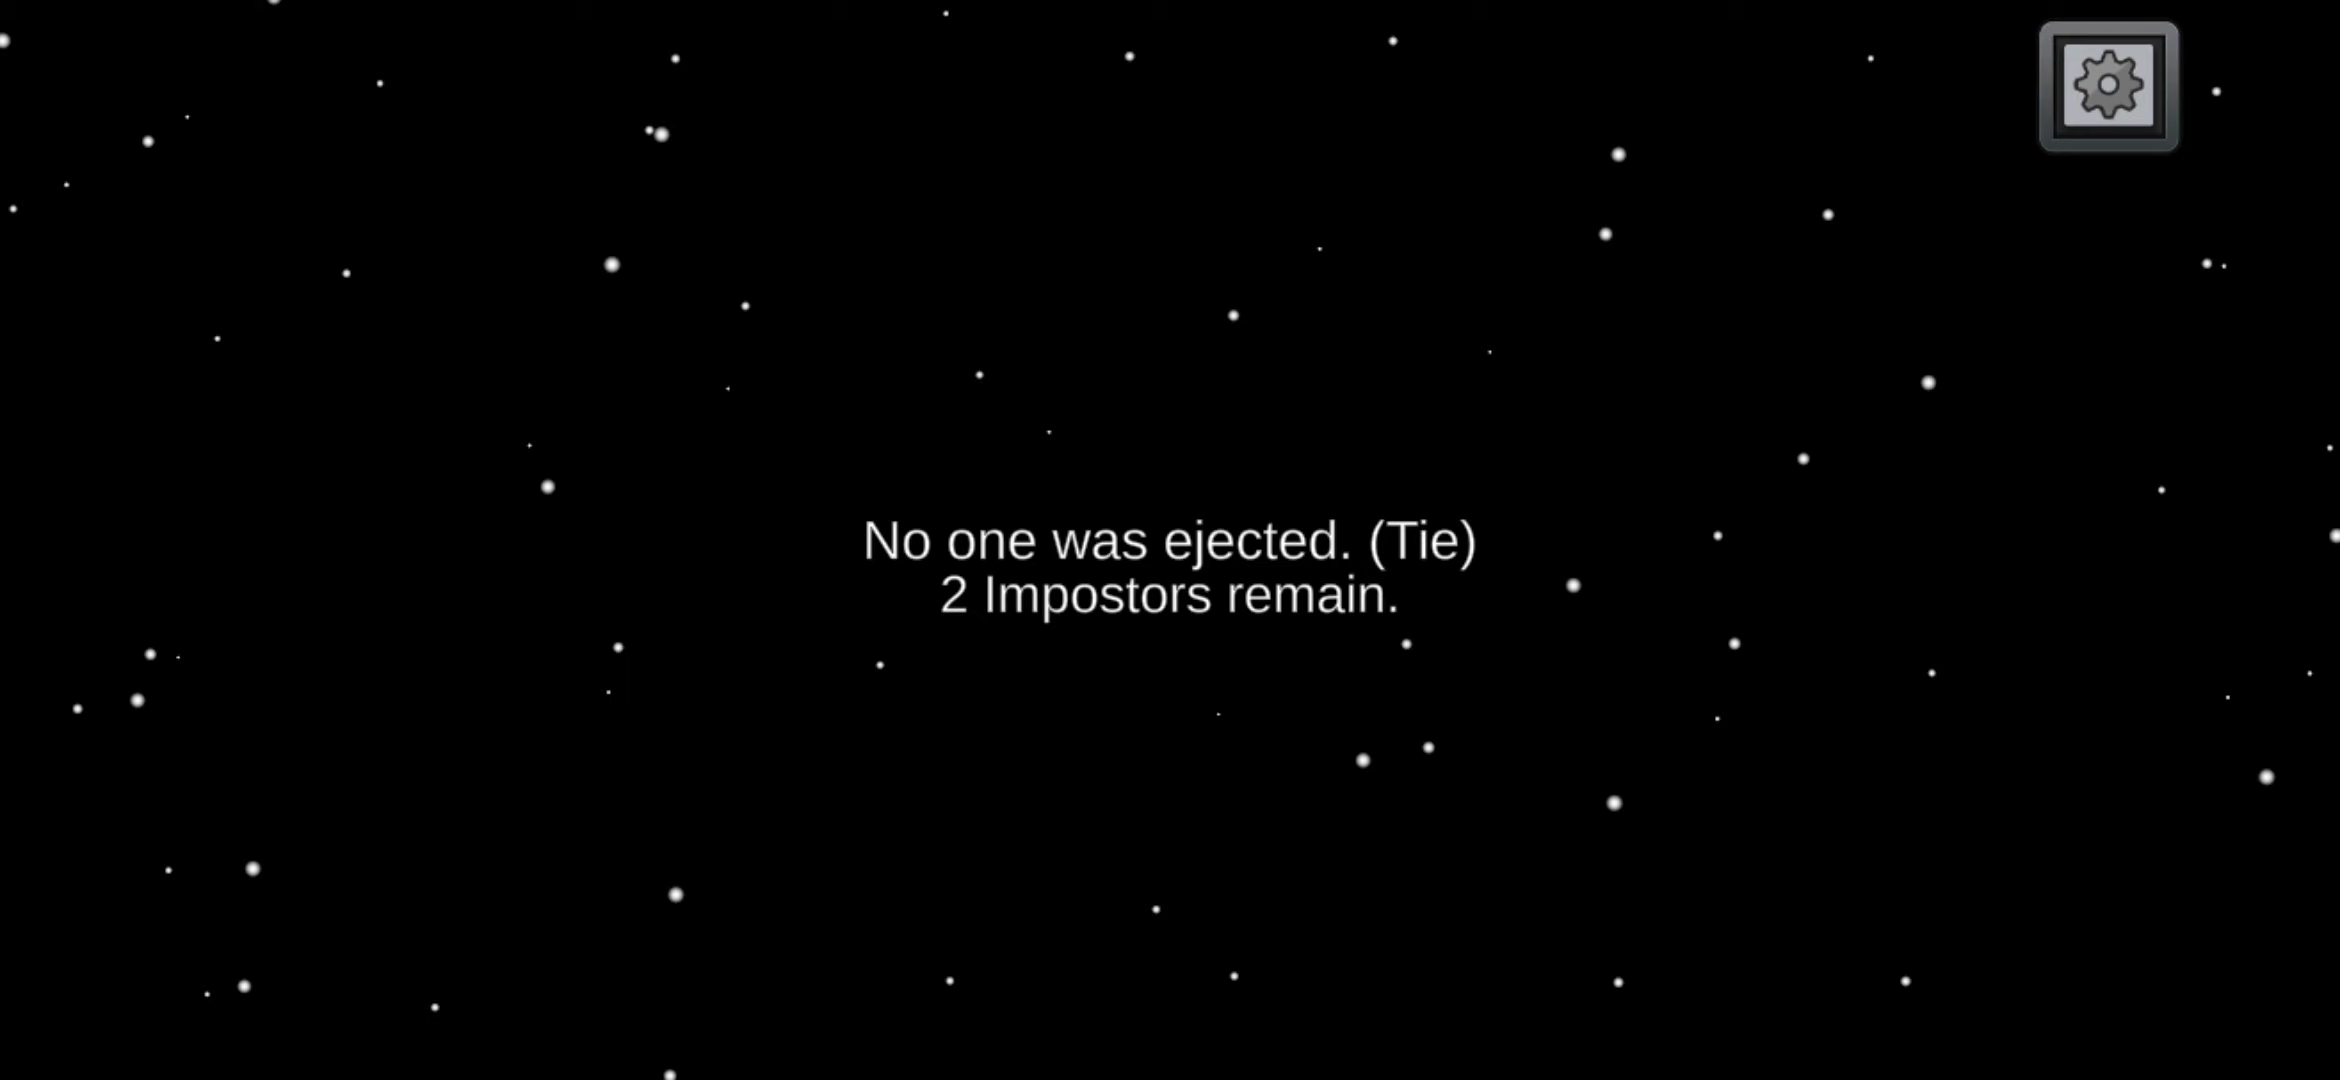 No one was ejected. (Tie)
2 Impostors remain.